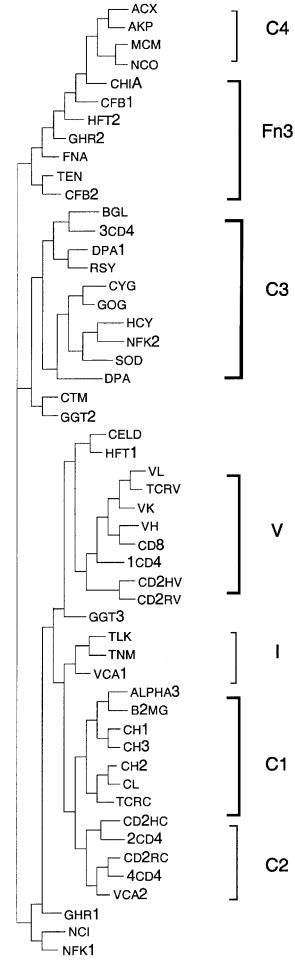 ACX
AKP
C4
MCM
NCO
CHIA
CFB1
HFT2
Fn3
GHR2
FNA
TEN
CFB2
BGL
3CD4
DPA1
RSY
CYG
C3
GOG
HCY
NFK2
SOD
DPA
CTM
GGT2
CELD
HFT1
VL
TCRV
VK
VH
V
CD8
1CD4
CD2HV
CD2RV
GGT3
TLK
I
TNM
VCA1
ALPHA3
B2MG
CH1
CH3
C1
CH2
CL
TCRC
CD2HC
2CD4
CD2RC
C2
4CD4
VCA2
GHR1
NCI
NFK1